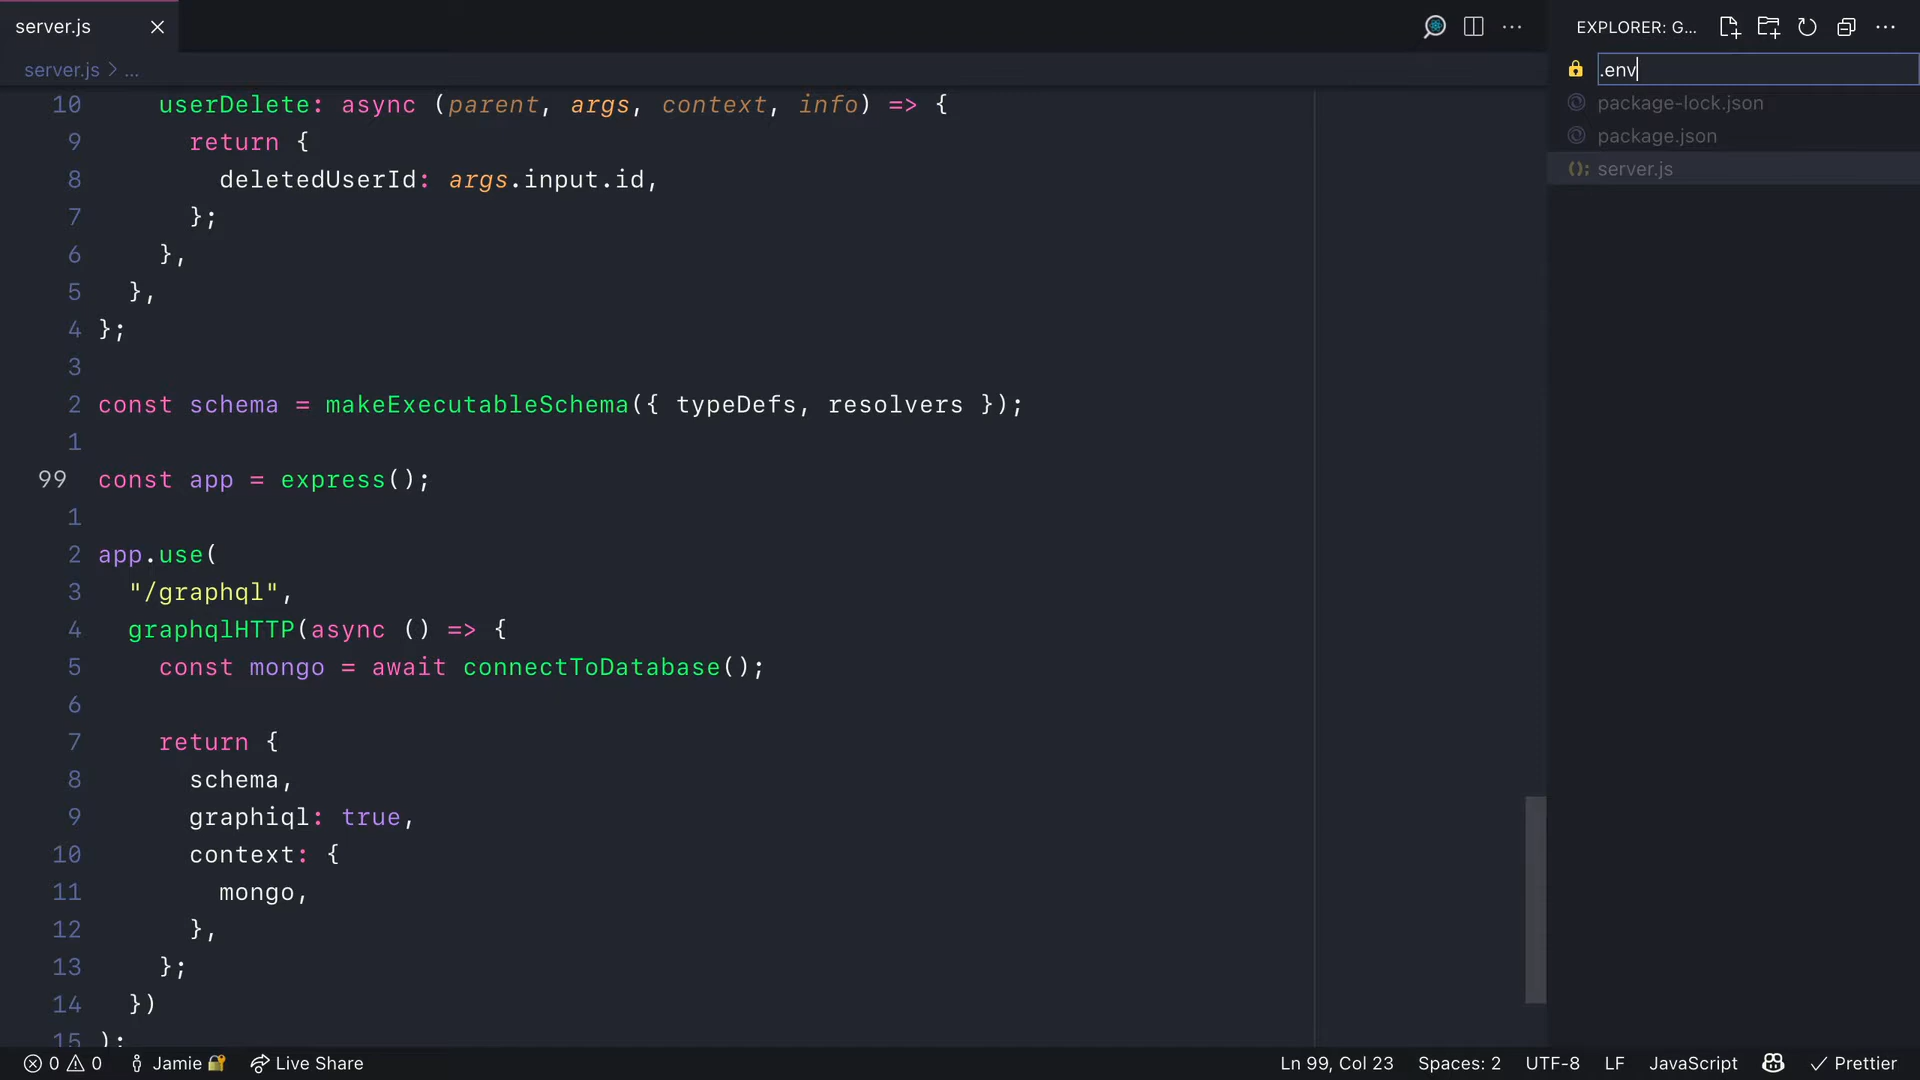 server.js
EXPLORER: G...
server.js > ...
.env
package-lock.json
package.json
server.js
10 userDelete: async (parent, args, context, info) => {
9 return {
8 deletedUserId: args.input.id,
7 };
6 },
5 },
4 };
3
2 const schema = makeExecutableSchema({ typeDefs, resolvers });
1
99 const app = express();
1
2 app.use(
3 "/graphql",
4 graphqlHTTP(async () => {
5 const mongo = await connectToDatabase();
6
7 return {
8 schema,
9 graphiql: true,
10 context: {
11 mongo,
12 },
13 };
14 })
15 );
0 0 Jamie Live Share Ln 99, Col 23 Spaces: 2 UTF-8 LF JavaScript Prettier